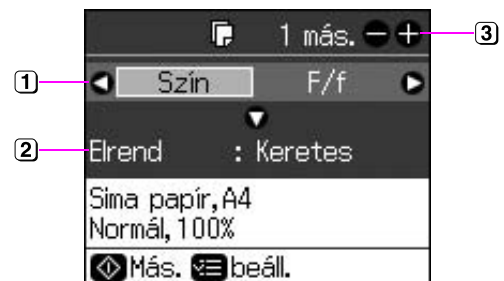 1 más. 3
1 Szín F/f
2 Elrend : Keretes
Sima papír, A4
Normál, 100%
Más. beáll.